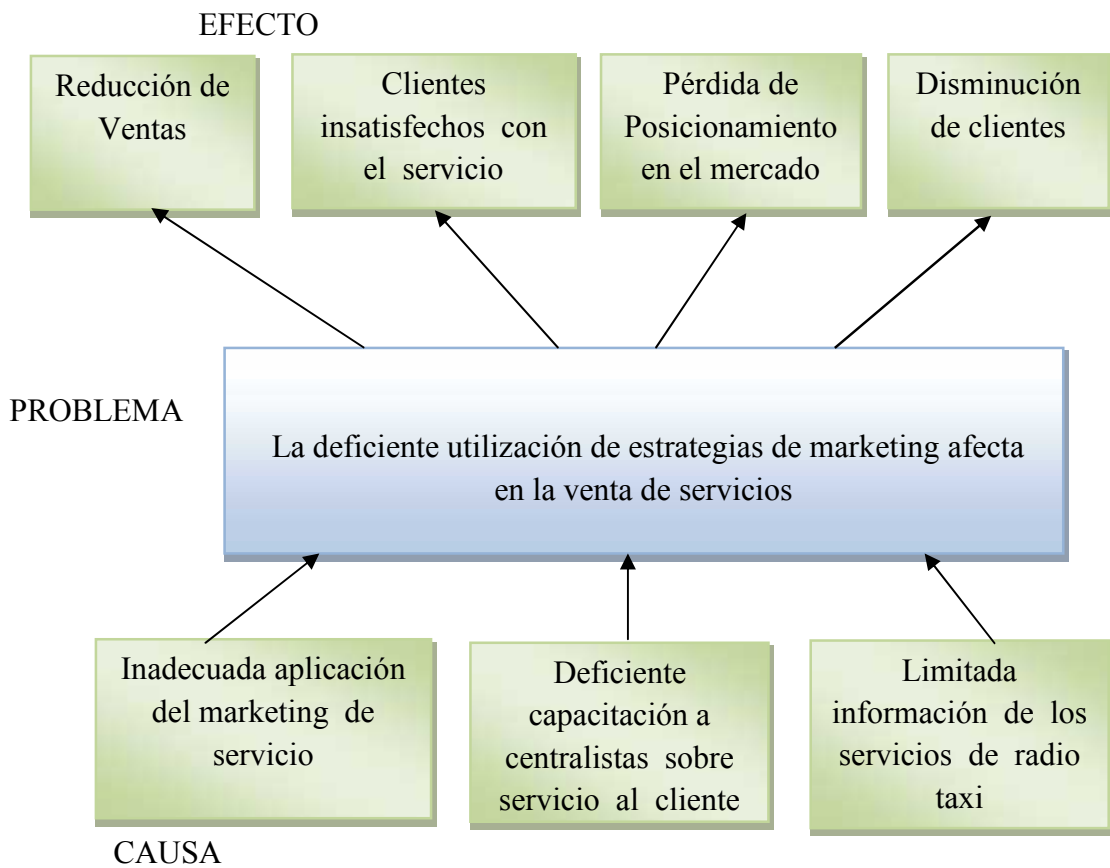 EFECTO
Reducción de
Ventas
Clientes
insatisfechos con
el servicio
Pérdida de
Posicionamiento
en el mercado
Disminución
de clientes
PROBLEMA
La deficiente utilización de estrategias de marketing afecta
en la venta de servicios
Inadecuada aplicación
del marketing de
servicio
Deficiente
capacitación a
centralistas sobre
servicio al cliente
Limitada
información de los
servicios de radio
taxi
CAUSA